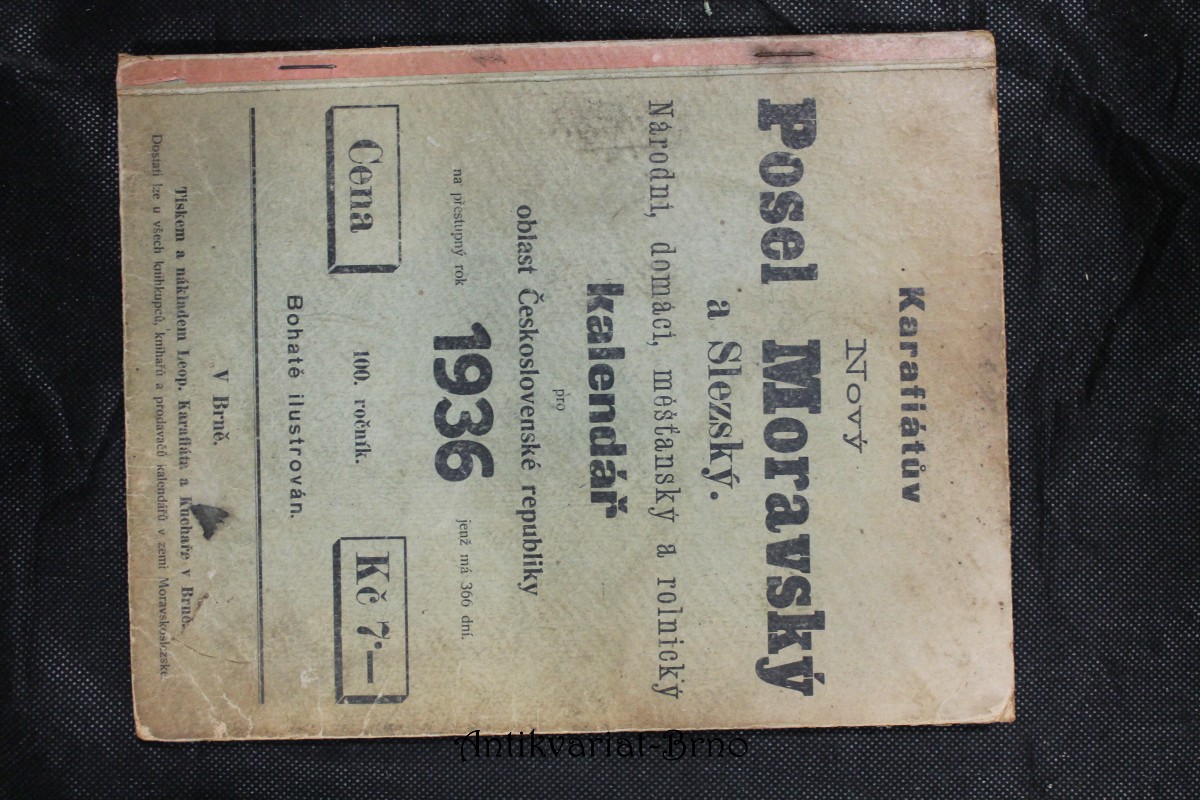 Karafiátův
Nový
Posel Moravský
a Slezský.
Národní, domácí, měšťanský a rolnický
kalendář
pro
oblast Československé republiky
na přestupný rok 1936 jenž má 366 dní.
Cena 100. ročník. Kč 7·—
Bohatě ilustrován.
V Brně.
Tiskem a nákladem Leop. Karafiáta a Kuchaře v Brně.
Dostati lze u všech knihkupců, knihařů a prodavačů kalendářů v zemi Moravskoslezské.
Antikvariat-Brno